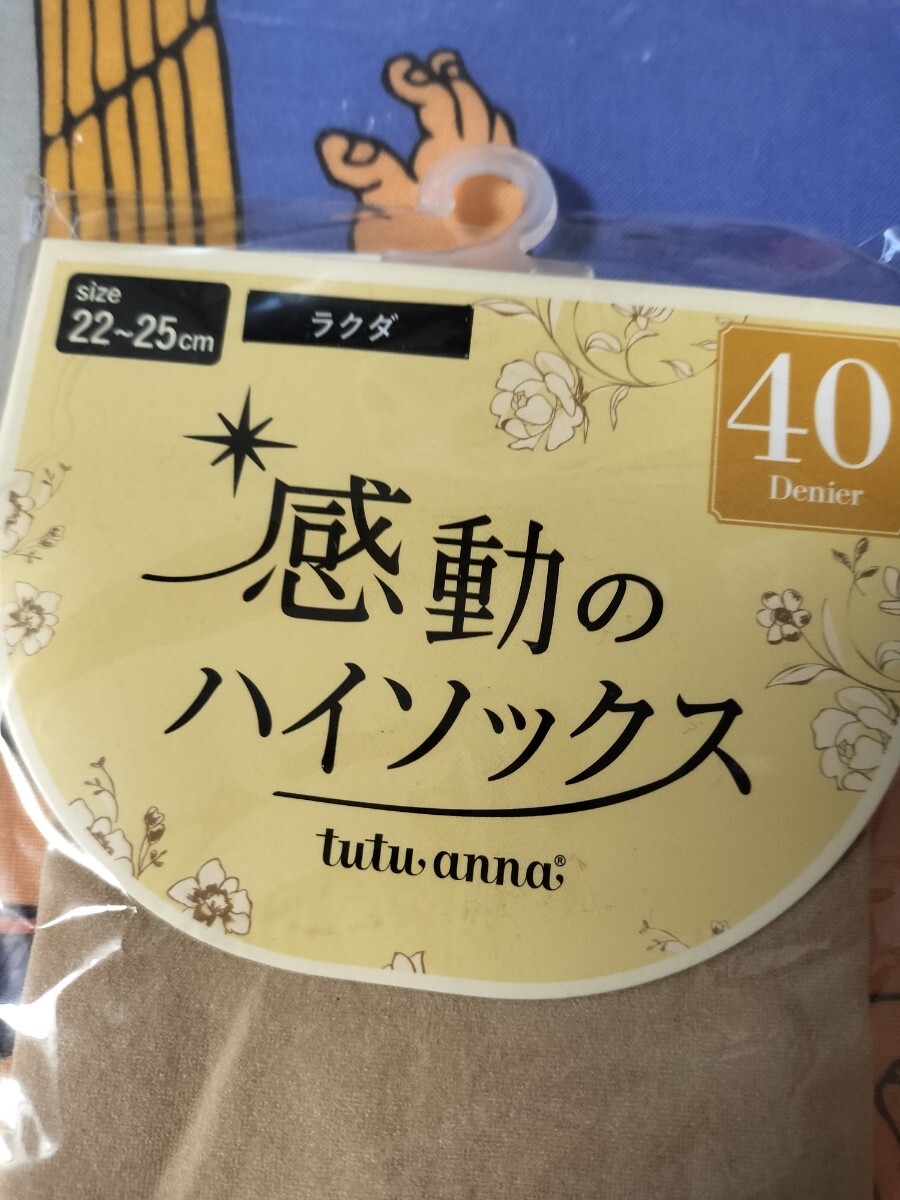 size
22~25cm
ラクダ
40
Denier
感動の
ハイソックス
tutu anna®